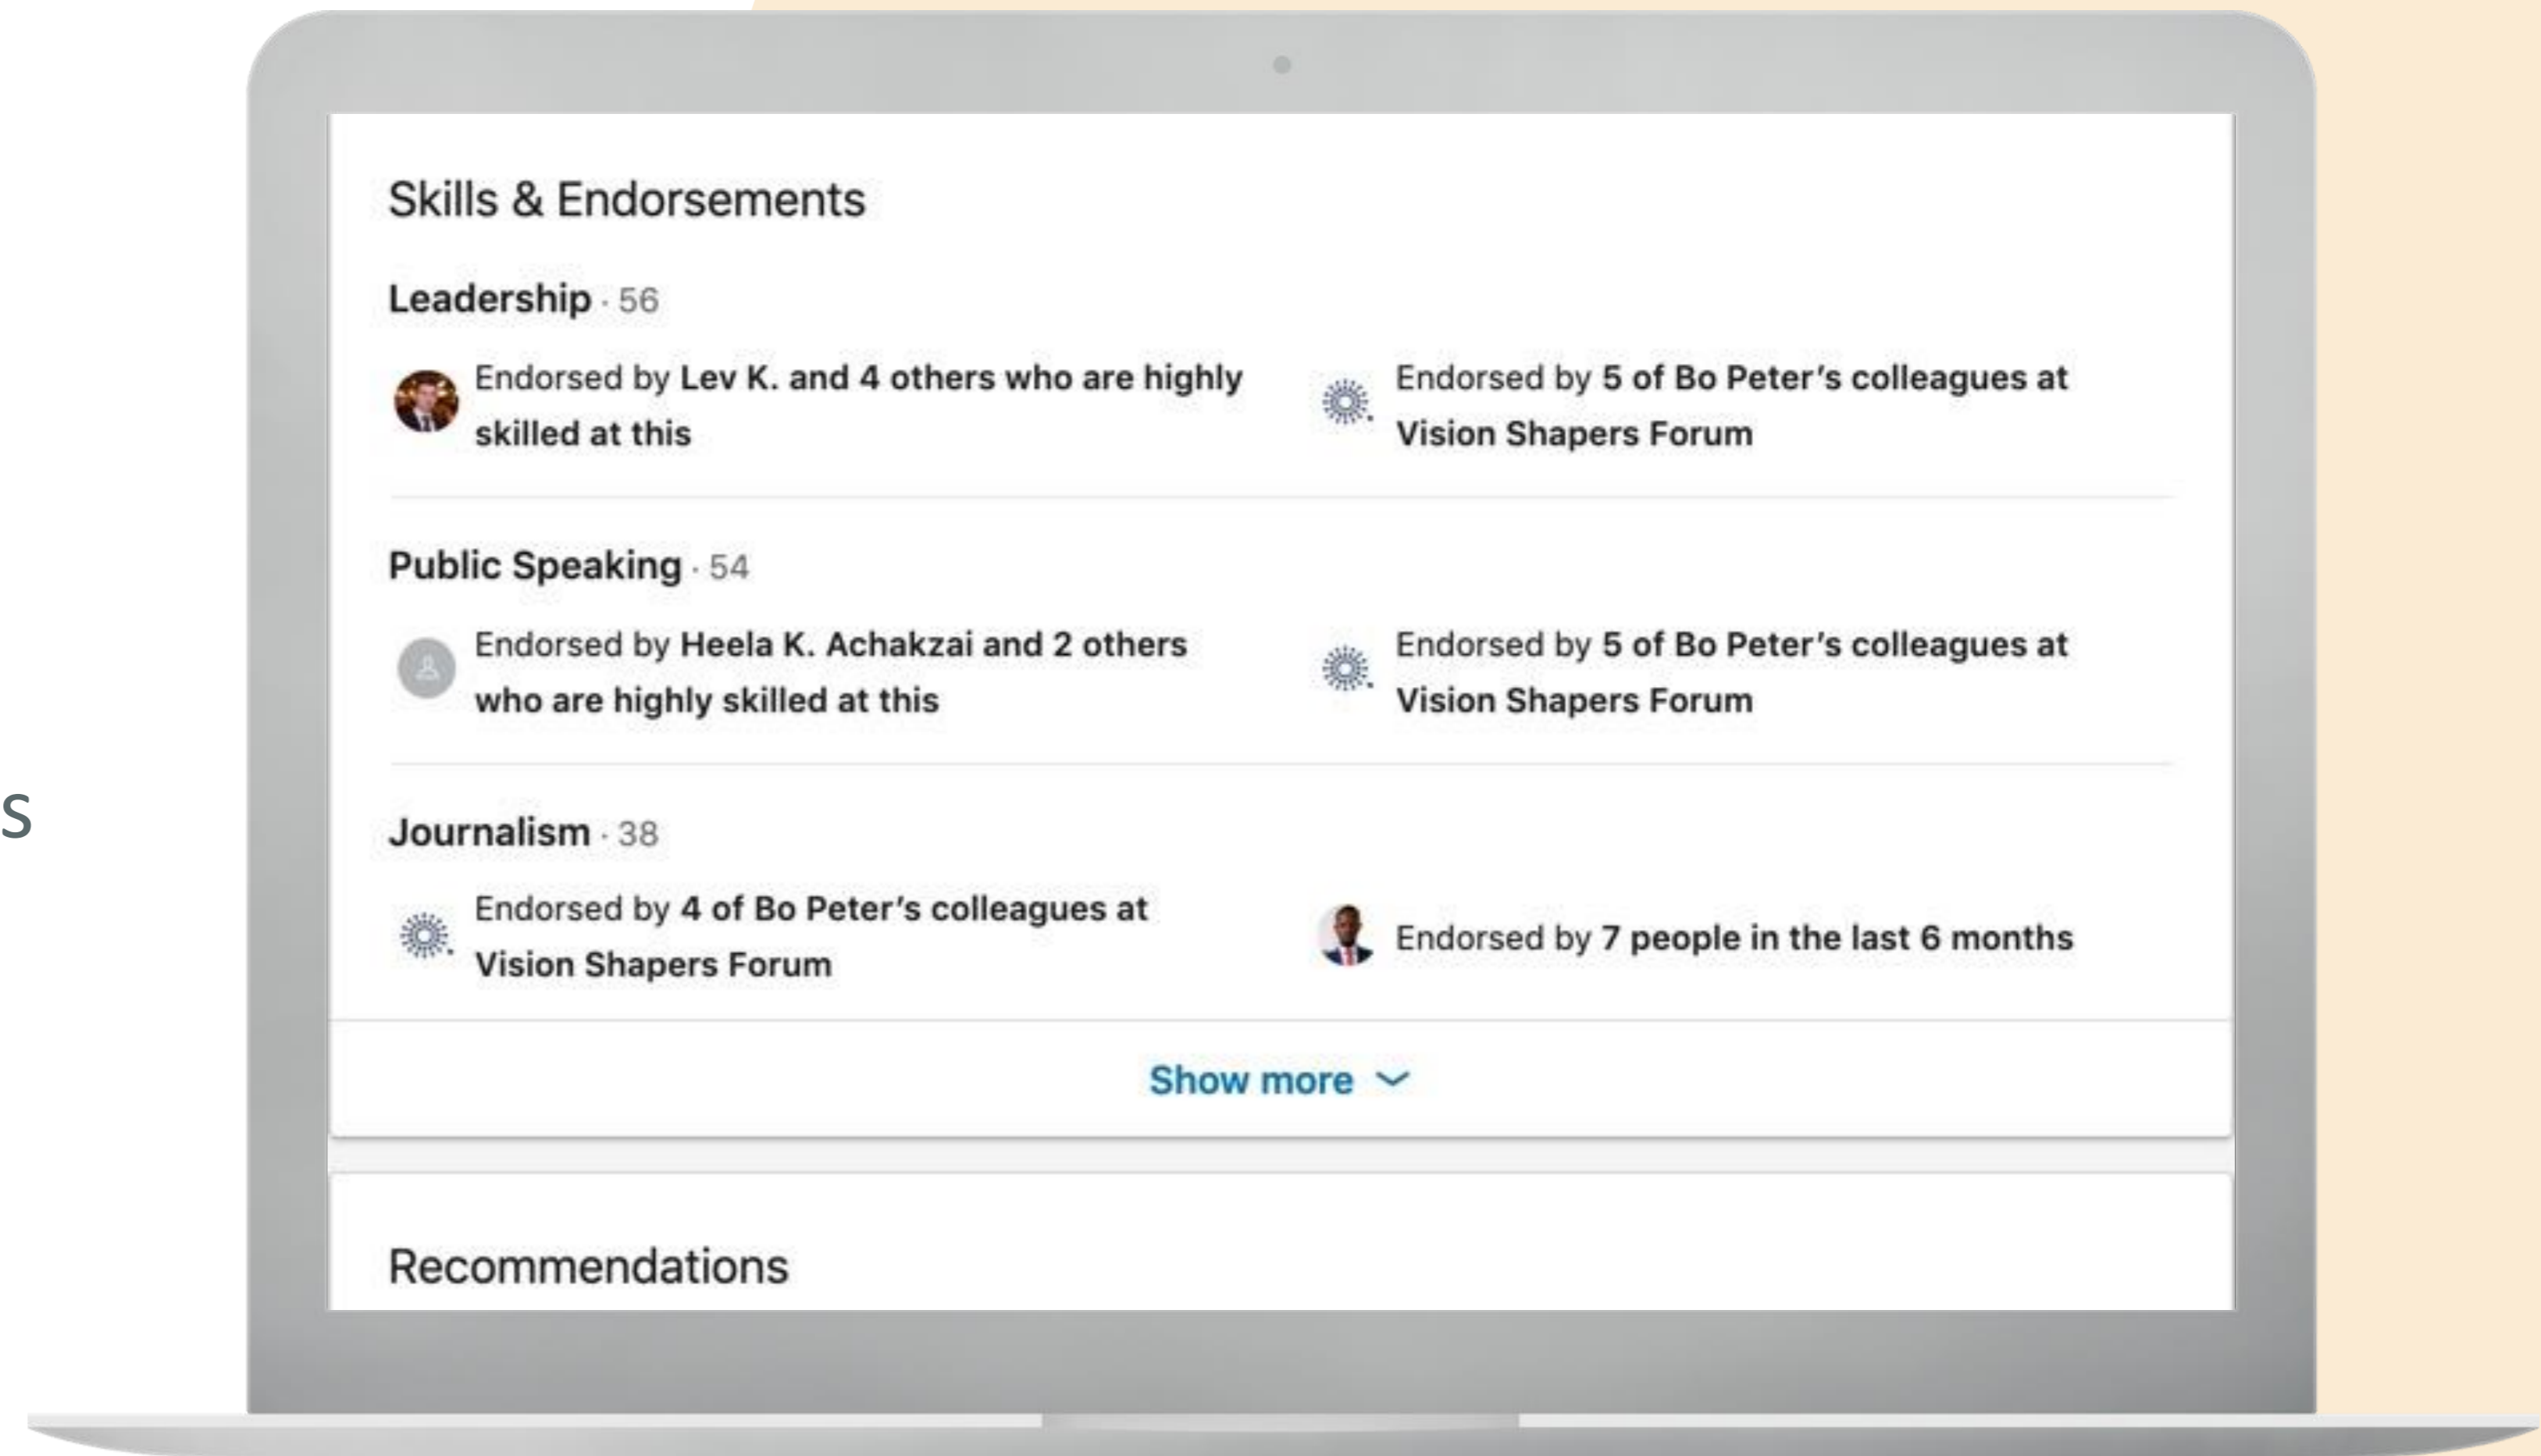 Skills & Endorsements
Leadership · 56
Endorsed by Lev K. and 4 others who are highly
skilled at this
Endorsed by 5 of Bo Peter's colleagues at
Vision Shapers Forum
Public Speaking · 54
Endorsed by Heela K. Achakzai and 2 others
who are highly skilled at this
Endorsed by 5 of Bo Peter's colleagues at
Vision Shapers Forum
s
Journalism · 38
Endorsed by 4 of Bo Peter's colleagues at
Vision Shapers Forum
Endorsed by 7 people in the last 6 months
Show more
Recommendations